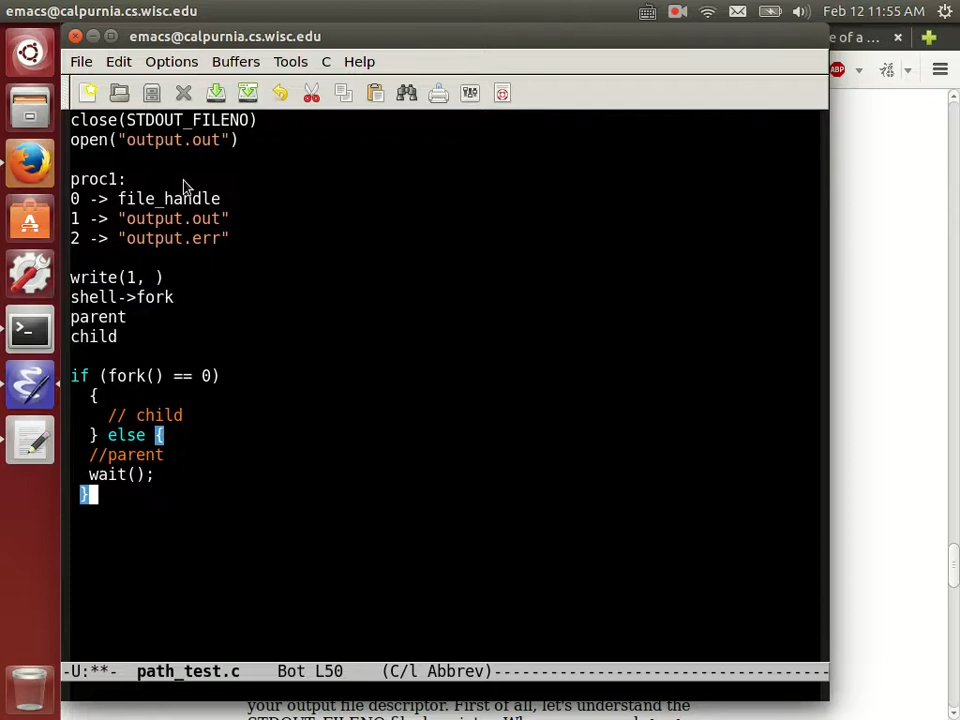 emacs@calpurnia.cs.wisc.edu
Feb 12 11:55 AM
emacs@calpurnia.cs.wisc.edu
e of a ...
File Edit Options Buffers Tools C Help
ABP
close(STDOUT_FILENO)
open("output.out")
proc1:
0 -> file_handle
1 -> "output.out"
2 -> "output.err"
write(1, )
shell->fork
parent
child
if (fork() == 0)
{
// child
} else {
//parent
wait();
}
-U:**- path_test.c Bot L50 (C/l Abbrev)----------------------------------
your output file descriptor. First of all, let's understand the
STDOUT_FILENO